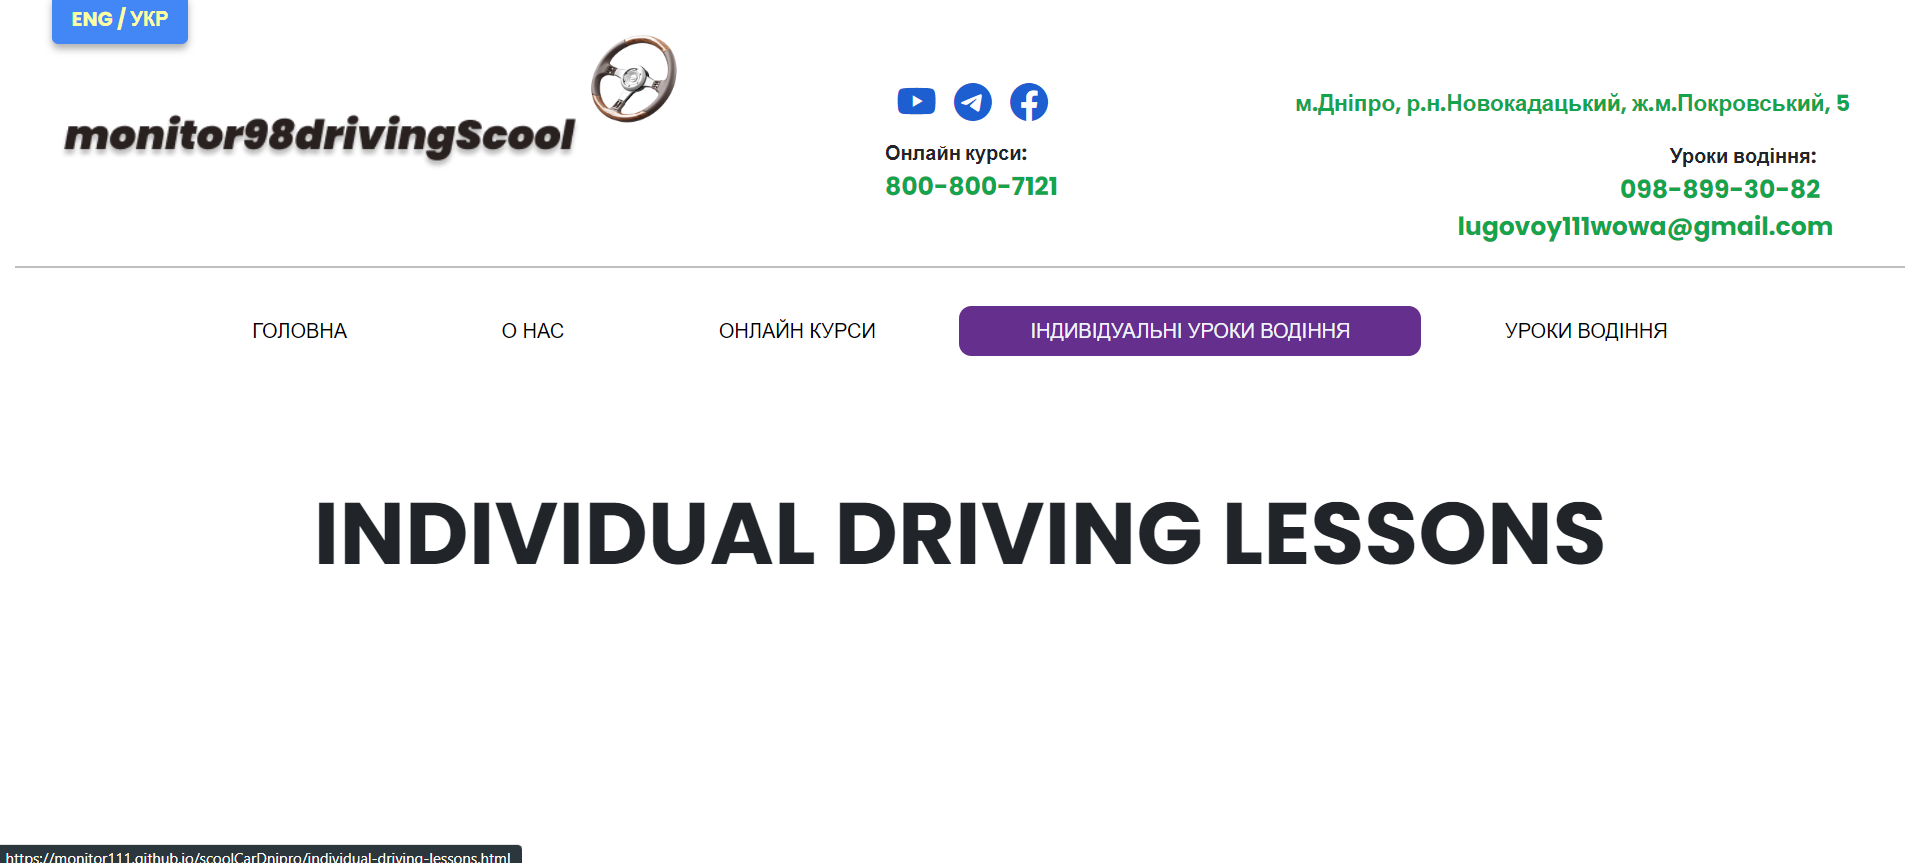 ENG / УКР
monitor98drivingScool
Онлайн курси:
800-800-7121
м.Дніпро, р.н.Новокадацький, ж.м.Покровський, 5
Уроки водіння:
098-899-30-82
lugovoy111wowa@gmail.com
ГОЛОВНА
О НАС
ОНЛАЙН КУРСИ
ІНДИВІДУАЛЬНІ УРОКИ ВОДІННЯ
УРОКИ ВОДІННЯ
INDIVIDUAL DRIVING LESSONS
https://monitor111.github.io/scoolCarDnipro/individual-driving-lessons.html